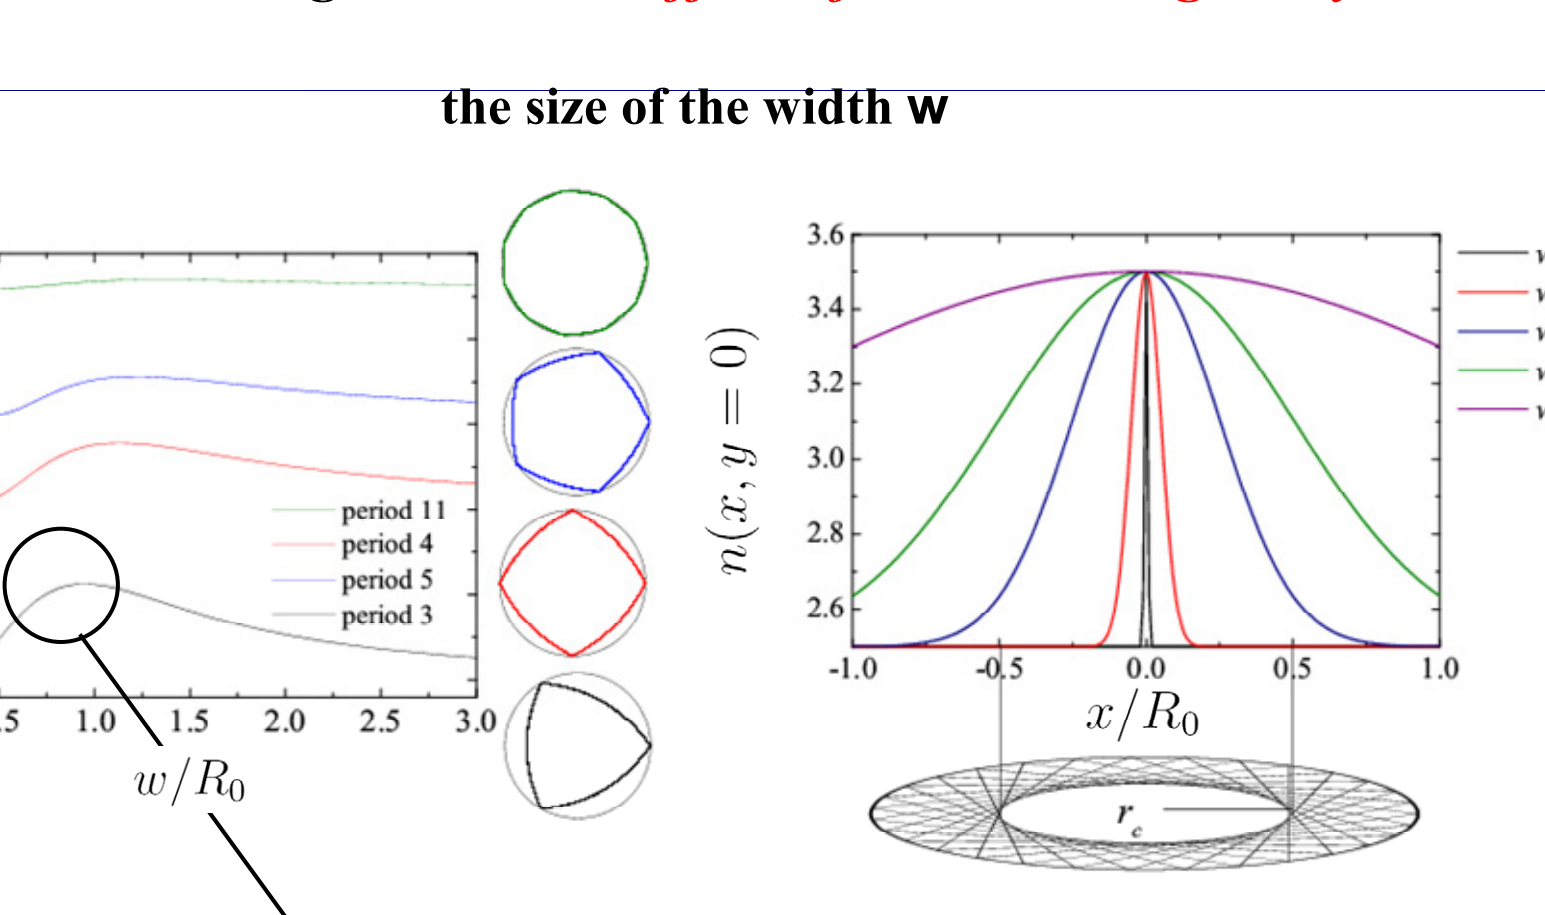 the size of the width w
period 11
period 4
period 5
period 3
.5 1.0 1.5 2.0 2.5 3.0
w/R₀
n(x, y = 0)
3.6
3.4
3.2
3.0
2.8
2.6
-1.0 -0.5 0.0 0.5 1.0
x/R₀
r_c